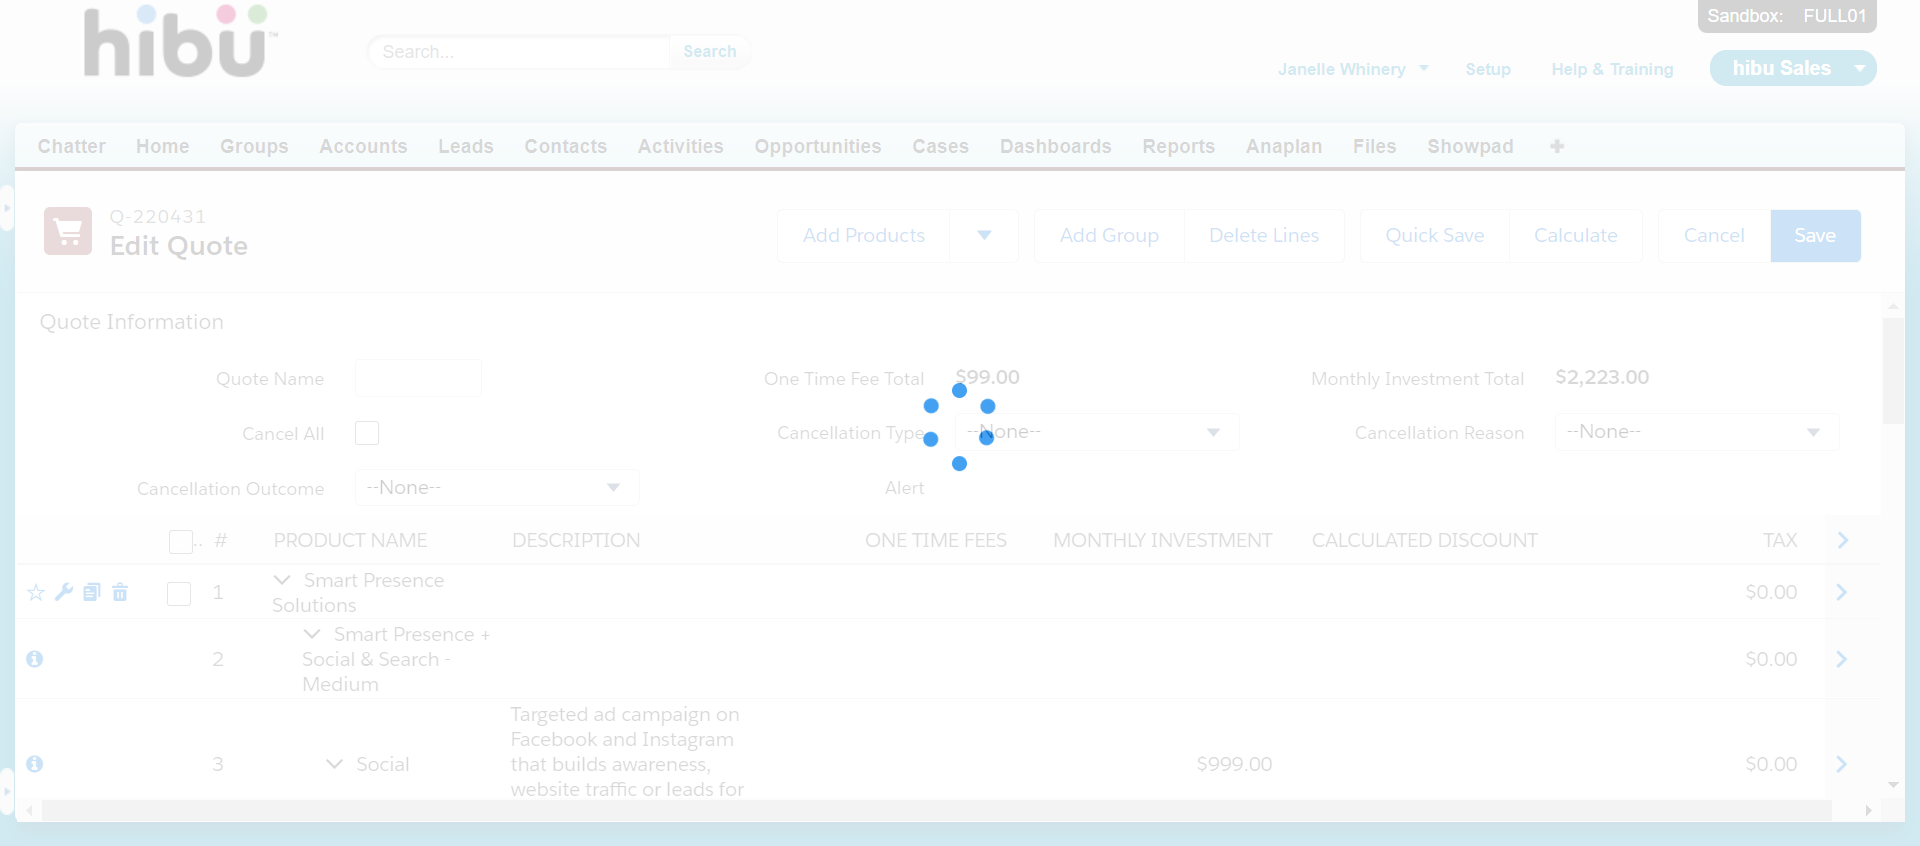 hibu™
Search...
Search
Sandbox: FULL01
Janelle Whinery
Setup
Help & Training
hibu Sales
Chatter Home Groups Accounts Leads Contacts Activities Opportunities Cases Dashboards Reports Anaplan Files Showpad
Q-220431
Edit Quote
Add Products
Add Group
Delete Lines
Quick Save
Calculate
Cancel
Save
Quote Information
Quote Name
One Time Fee Total $99.00
Monthly Investment Total $2,223.00
Cancel All
Cancellation Type --None--
Cancellation Reason --None--
Cancellation Outcome --None--
Alert
.. # PRODUCT NAME DESCRIPTION ONE TIME FEES MONTHLY INVESTMENT CALCULATED DISCOUNT TAX
1
Smart Presence
Solutions
$0.00
2
Smart Presence +
Social & Search -
Medium
$0.00
3
Social
Targeted ad campaign on
Facebook and Instagram
that builds awareness,
website traffic or leads for
$999.00
$0.00